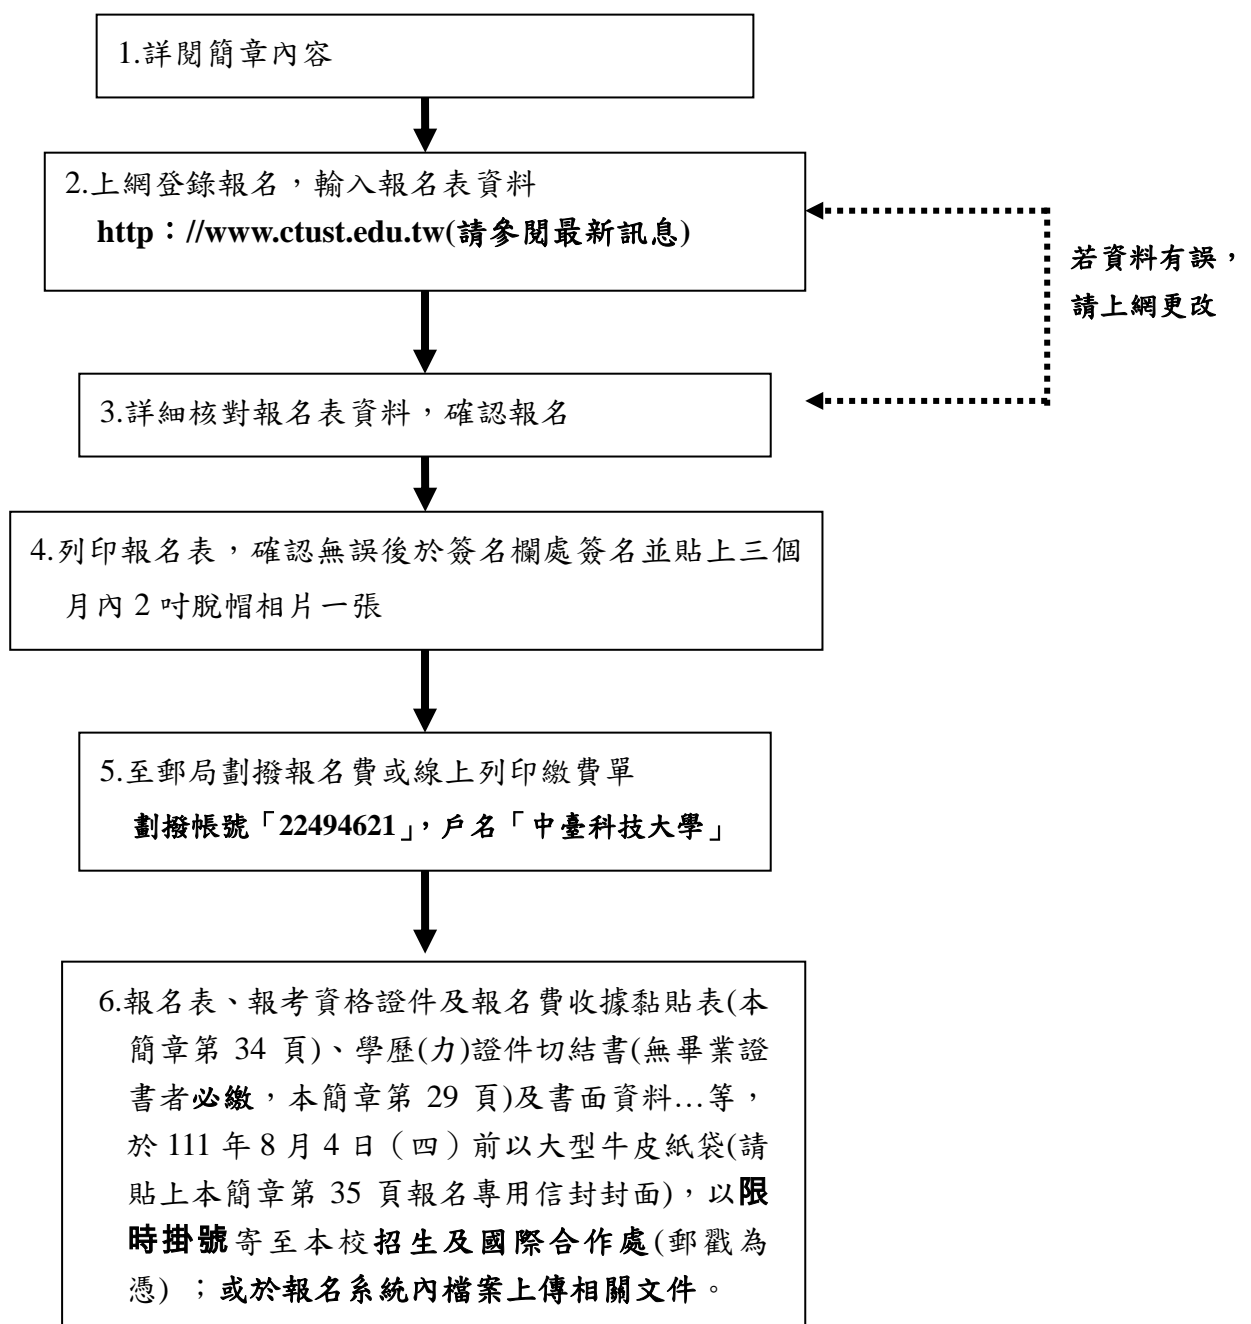 1.詳閱簡章內容
2.上網登錄報名，輸入報名表資料
http：//www.ctust.edu.tw(請參閱最新訊息)
若資料有誤，
請上網更改
3.詳細核對報名表資料，確認報名
4.列印報名表，確認無誤後於簽名欄處簽名並貼上三個
月內 2 吋脫帽相片一張
5.至郵局劃撥報名費或線上列印繳費單
劃撥帳號「22494621」，戶名「中臺科技大學」
6.報名表、報考資格證件及報名費收據黏貼表(本
簡章第 34 頁)、學歷(力)證件切結書(無畢業證
書者必繳，本簡章第 29 頁)及書面資料…等，
於 111 年 8 月 4 日（四）前以大型牛皮紙袋(請
貼上本簡章第 35 頁報名專用信封封面)，以限
時掛號寄至本校招生及國際合作處(郵戳為
憑) ；或於報名系統內檔案上傳相關文件。